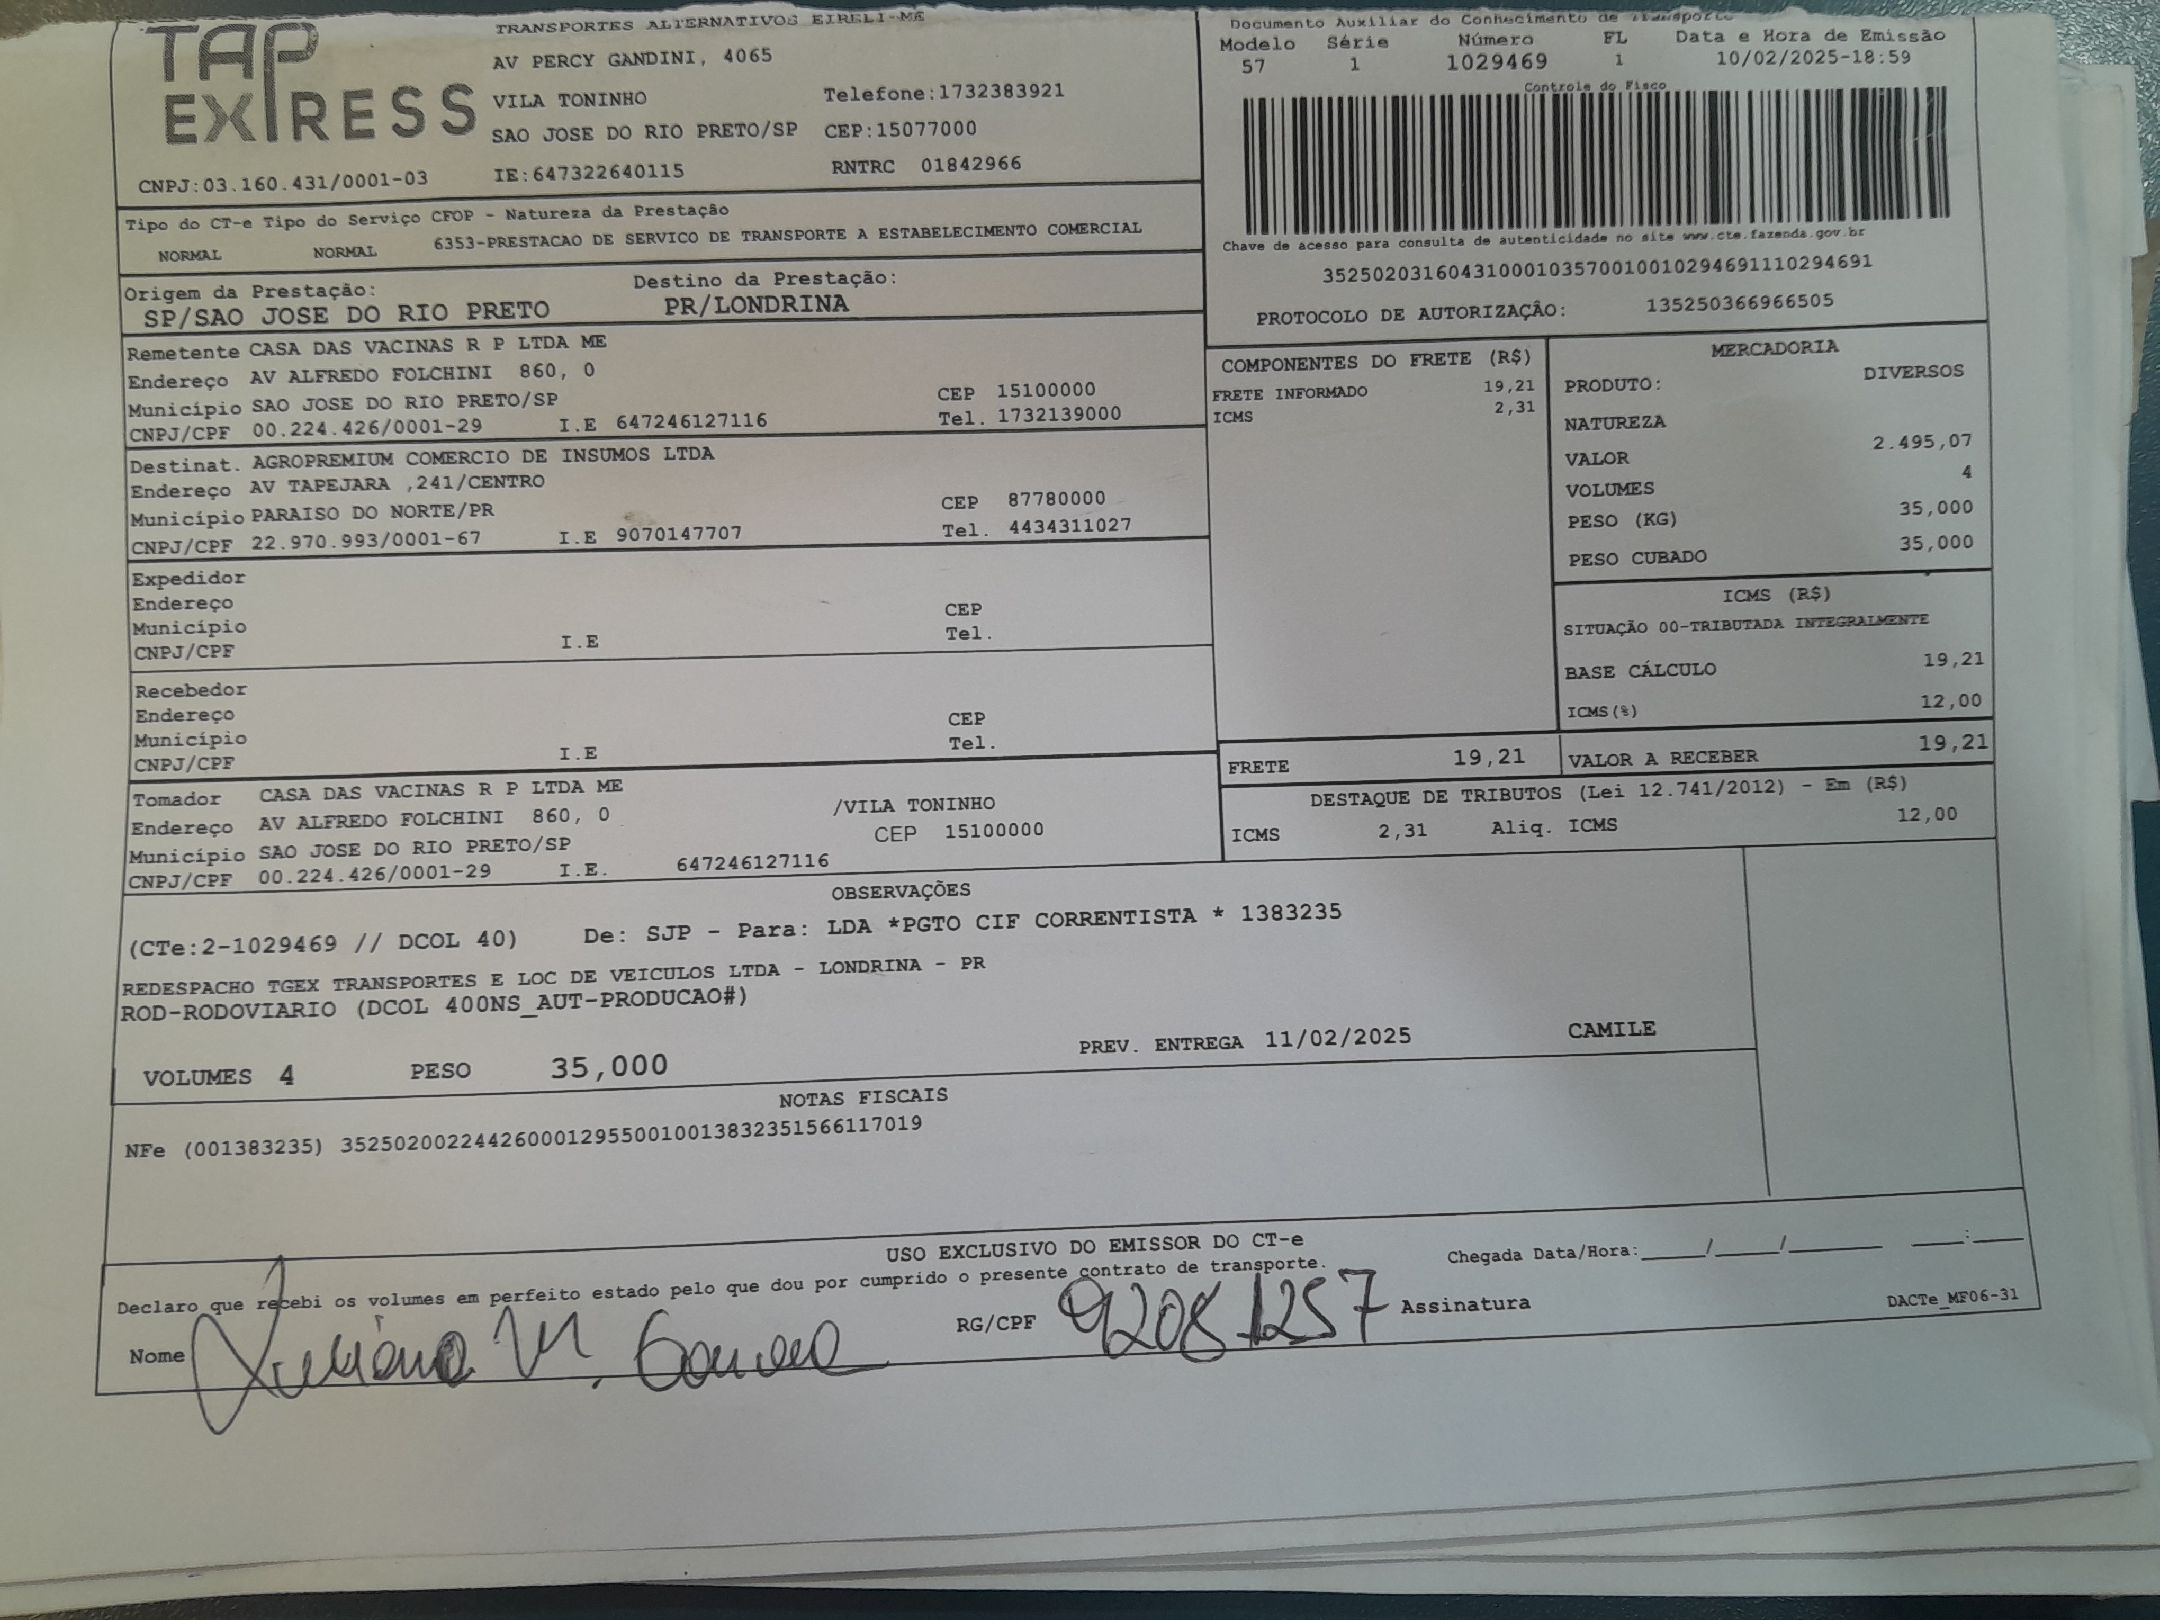 TAP
EXPRESS
TRANSPORTES ALTERNATIVOS EIRELI-ME
AV PERCY GANDINI, 4065
VILA TONINHO Telefone:1732383921
SAO JOSE DO RIO PRETO/SP CEP:15077000
CNPJ:03.160.431/0001-03 IE:647322640115 RNTRC 01842966
Documento Auxiliar do Conhecimento de Transporte
Modelo Série Número FL Data e Hora de Emissão
57 1 1029469 1 10/02/2025-18:59
Controle do Fisco
Chave de acesso para consulta de autenticidade no site www.cte.fazenda.gov.br
35250203160431000103570010010294691110294691
PROTOCOLO DE AUTORIZAÇÂO: 135250366966505
Tipo do CT-e Tipo do Serviço CFOP - Natureza da Prestação
NORMAL NORMAL 6353-PRESTACAO DE SERVICO DE TRANSPORTE A ESTABELECIMENTO COMERCIAL
Origem da Prestação: Destino da Prestação:
SP/SAO JOSE DO RIO PRETO PR/LONDRINA
Remetente CASA DAS VACINAS R P LTDA ME
Endereço AV ALFREDO FOLCHINI 860, 0
Município SAO JOSE DO RIO PRETO/SP CEP 15100000
CNPJ/CPF 00.224.426/0001-29 I.E 647246127116 Tel. 1732139000
Destinat. AGROPREMIUM COMERCIO DE INSUMOS LTDA
Endereço AV TAPEJARA ,241/CENTRO
Município PARAISO DO NORTE/PR CEP 87780000
CNPJ/CPF 22.970.993/0001-67 I.E 9070147707 Tel. 4434311027
Expedidor
Endereço
Município CEP
CNPJ/CPF I.E Tel.
Recebedor
Endereço
Município CEP
CNPJ/CPF I.E Tel.
Tomador CASA DAS VACINAS R P LTDA ME
Endereço AV ALFREDO FOLCHINI 860, 0 /VILA TONINHO
Município SAO JOSE DO RIO PRETO/SP CEP 15100000
CNPJ/CPF 00.224.426/0001-29 I.E. 647246127116
COMPONENTES DO FRETE (R$)
FRETE INFORMADO 19,21
ICMS 2,31
MERCADORIA
PRODUTO: DIVERSOS
NATUREZA
VALOR 2.495,07
VOLUMES 4
PESO (KG) 35,000
PESO CUBADO 35,000
ICMS (R$)
SITUAÇÃO 00-TRIBUTADA INTEGRALMENTE
BASE CÁLCULO 19,21
ICMS(%) 12,00
FRETE 19,21 VALOR A RECEBER 19,21
DESTAQUE DE TRIBUTOS (Lei 12.741/2012) - Em (R$)
ICMS 2,31 Aliq. ICMS 12,00
OBSERVAÇÕES
(CTe:2-1029469 // DCOL 40) De: SJP - Para: LDA *PGTO CIF CORRENTISTA * 1383235
REDESPACHO TGEX TRANSPORTES E LOC DE VEICULOS LTDA - LONDRINA - PR
ROD-RODOVIARIO (DCOL 400NS_AUT-PRODUCAO#)
VOLUMES 4 PESO 35,000 PREV. ENTREGA 11/02/2025 CAMILE
NOTAS FISCAIS
NFe (001383235) 35250200224426000129550010013832351566117019
USO EXCLUSIVO DO EMISSOR DO CT-e
Declaro que recebi os volumes em perfeito estado pelo que dou por cumprido o presente contrato de transporte. Chegada Data/Hora:____/____/______ ____:____
Nome RG/CPF 92081257 Assinatura
DACTe_MF06-31